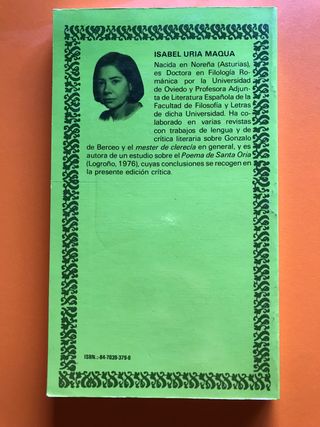 ISABEL URIA MAQUA
Nacida en Noreña (Asturias),
es Doctora en Filología Ro-
mánica por la Universidad
de Oviedo y Profesora Adjun-
ta de Literatura Española de la
Facultad de Filosofía y Letras
de dicha Universidad. Ha co-
laborado en varias revistas
con trabajos de lengua y de
crítica literaria sobre Gonzalo
de Berceo y el mester de clerecía en general, y es
autora de un estudio sobre el Poema de Santa Oria
(Logroño, 1976), cuyas conclusiones se recogen en
la presente edición crítica.
ISBN.:-84-7039-379-0